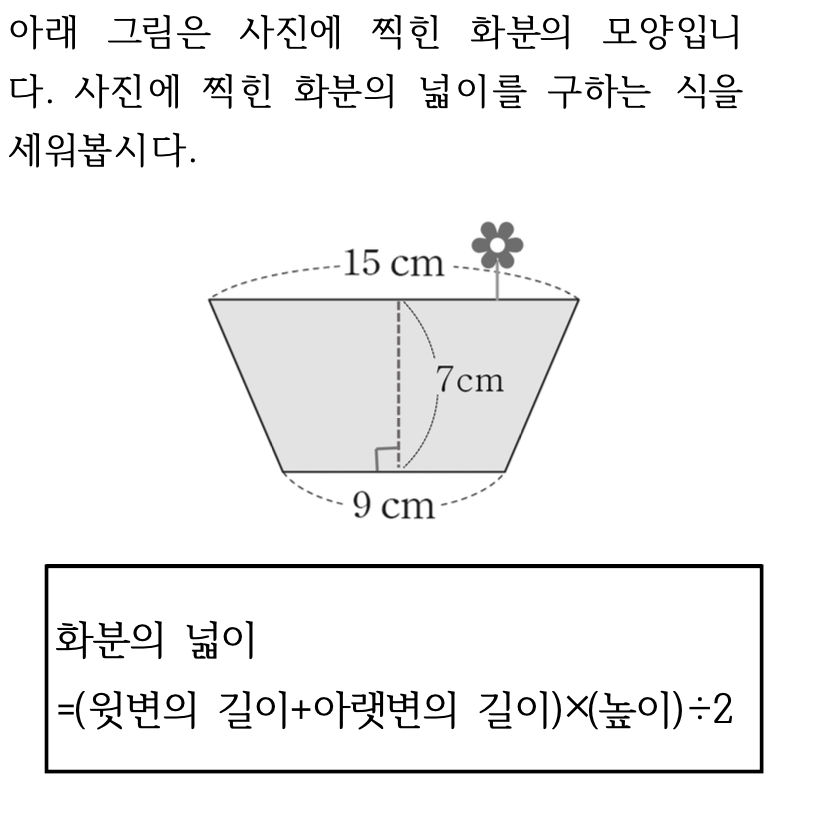 아래 그림은 사진에 찍힌 화분의 모양입니
다. 사진에 찍힌 화분의 넓이를 구하는 식을
세워봅시다.
15 cm
7cm
9 cm
화분의 넓이
=(윗변의 길이+아랫변의 길이)×(높이)÷2